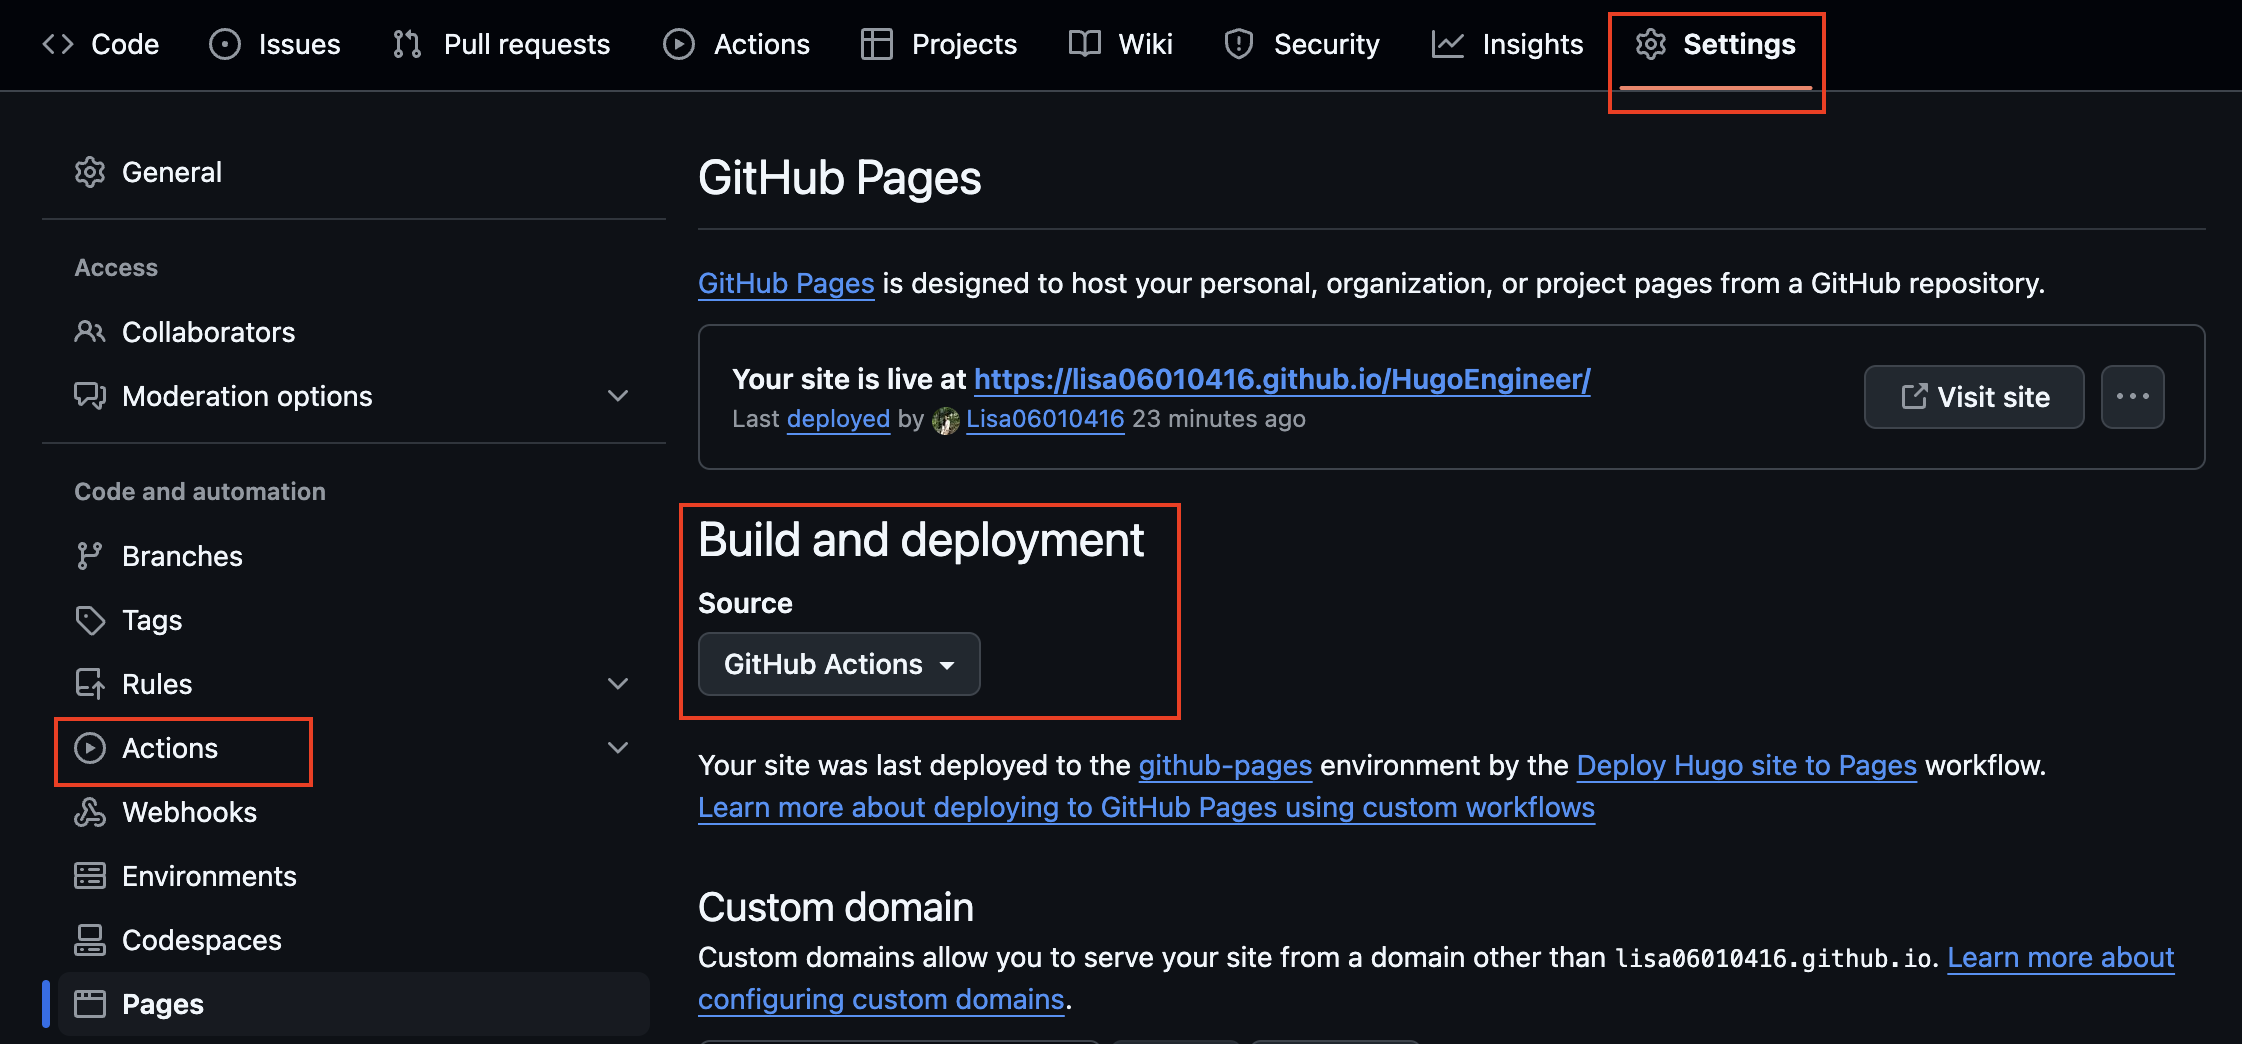 Code Issues Pull requests Actions Projects Wiki Security Insights Settings
General
Access
Collaborators
Moderation options
Code and automation
Branches
Tags
Rules
Actions
Webhooks
Environments
Codespaces
Pages
GitHub Pages
GitHub Pages is designed to host your personal, organization, or project pages from a GitHub repository.
Your site is live at https://lisa06010416.github.io/HugoEngineer/
Last deployed by Lisa06010416 23 minutes ago
Visit site
Build and deployment
Source
GitHub Actions
Your site was last deployed to the github-pages environment by the Deploy Hugo site to Pages workflow.
Learn more about deploying to GitHub Pages using custom workflows
Custom domain
Custom domains allow you to serve your site from a domain other than lisa06010416.github.io. Learn more about
configuring custom domains.